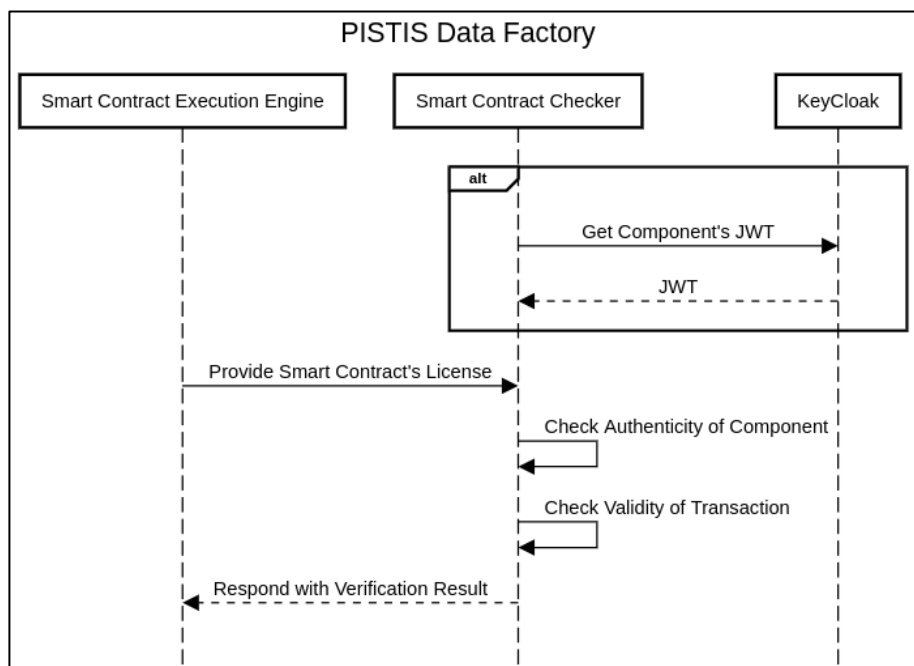 PISTIS Data Factory
Smart Contract Execution Engine
Smart Contract Checker
KeyCloak
alt
Get Component's JWT
JWT
Provide Smart Contract's License
Check Authenticity of Component
Check Validity of Transaction
Respond with Verification Result